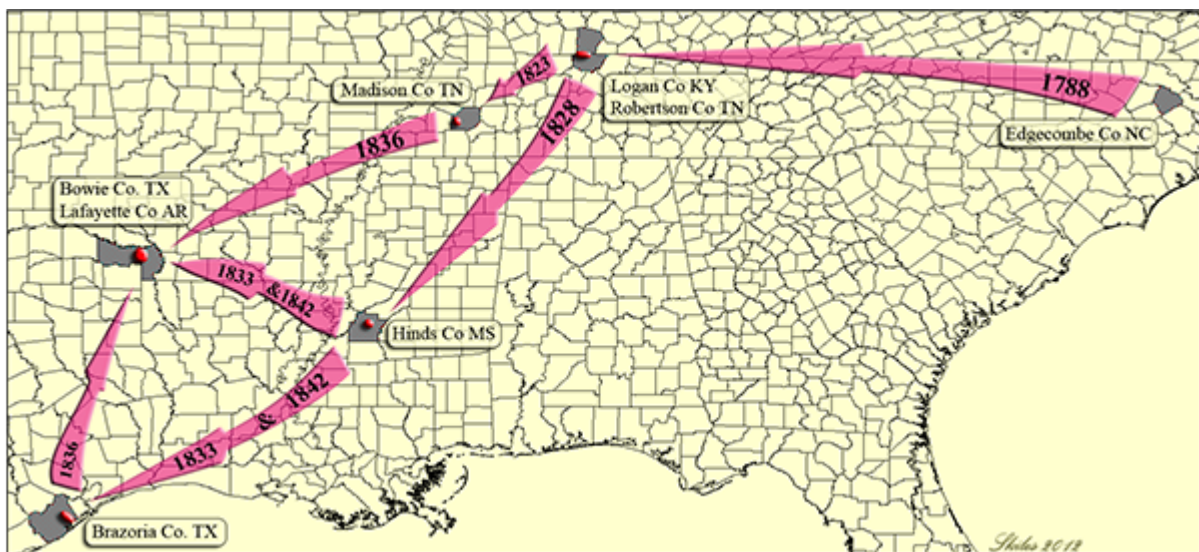 1823
Madison Co TN
Logan Co KY
Robertson Co TN
1788
Edgecombe Co NC
1828
1836
Bowie Co. TX
Lafayette Co AR
1833 & 1842
Hinds Co MS
1833 & 1842
1836
Brazoria Co. TX
2012